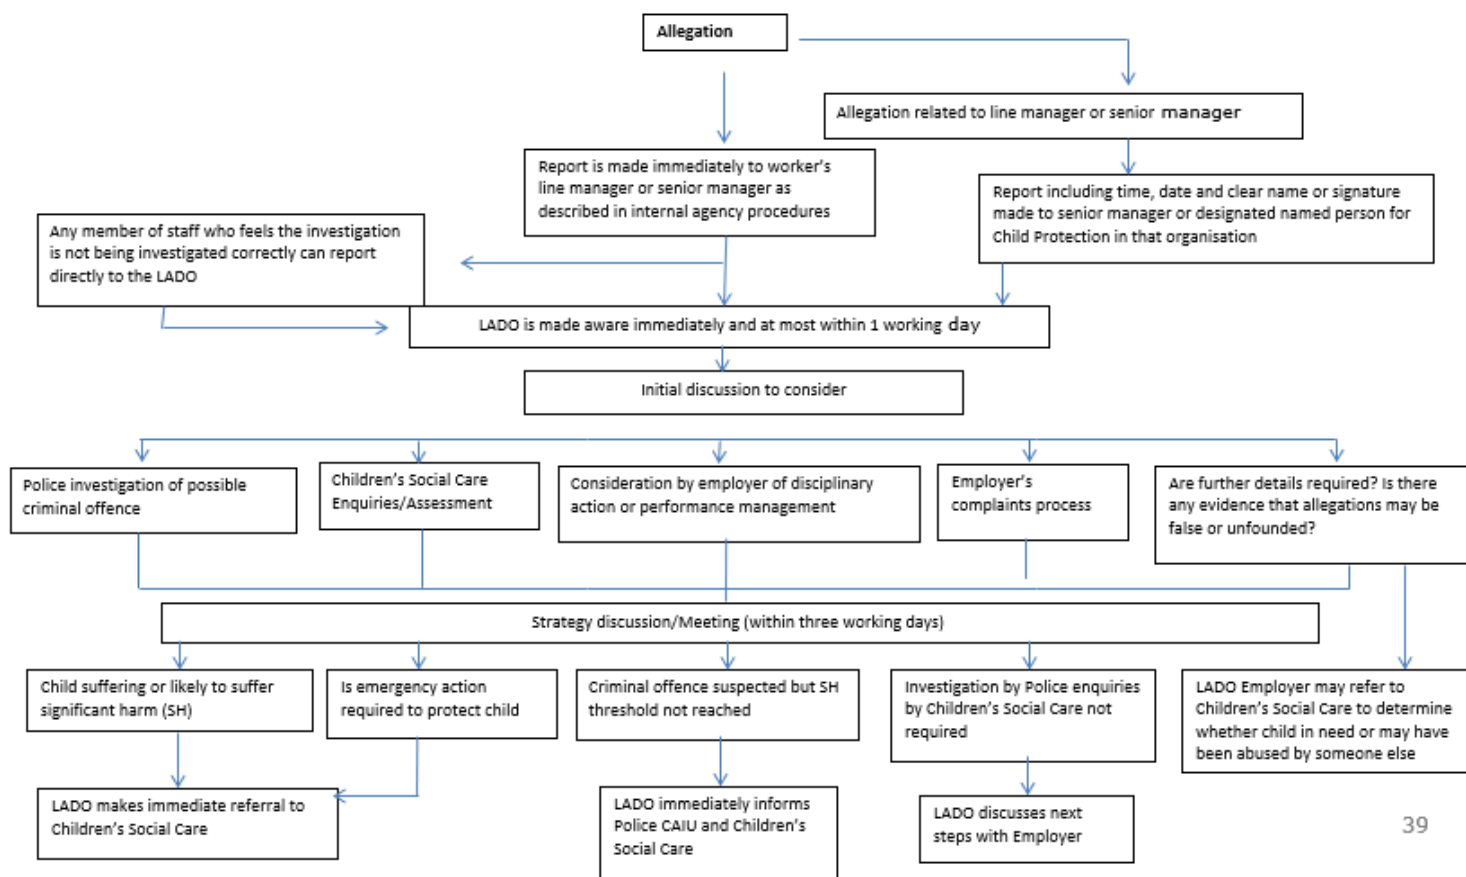 Allegation
Allegation related to line manager or senior manager
Report is made immediately to worker's
line manager or senior manager as
described in internal agency procedures
Report including time, date and clear name or signature
made to senior manager or designated named person for
Child Protection in that organisation
Any member of staff who feels the investigation
is not being investigated correctly can report
directly to the LADO
LADO is made aware immediately and at most within 1 working day
Initial discussion to consider
Police investigation of possible
criminal offence
Children's Social Care
Enquiries/Assessment
Consideration by employer of disciplinary
action or performance management
Employer's
complaints process
Are further details required? Is there
any evidence that allegations may be
false or unfounded?
Strategy discussion/Meeting (within three working days)
Child suffering or likely to suffer
significant harm (SH)
Is emergency action
required to protect child
Criminal offence suspected but SH
threshold not reached
Investigation by Police enquiries
by Children's Social Care not
required
LADO Employer may refer to
Children's Social Care to determine
whether child in need or may have
been abused by someone else
LADO makes immediate referral to
Children's Social Care
LADO immediately informs
Police CAIU and Children's
Social Care
LADO discusses next
steps with Employer
39